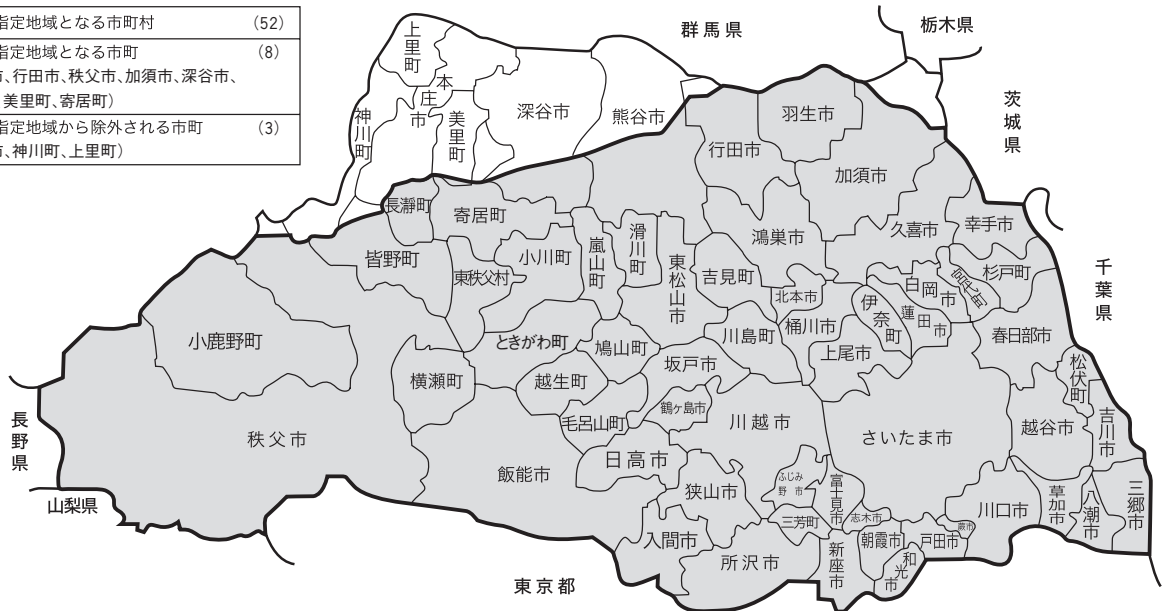 指定地域となる市町村 (52)
指定地域となる市町 (8)
市、行田市、秩父市、加須市、深谷市、
美里町、寄居町)
指定地域から除外される市町 (3)
市、神川町、上里町)
群馬県
栃木県
茨城県
千葉県
長野県
山梨県
東京都
上里町
本庄市
神川町
美里町
深谷市
熊谷市
羽生市
行田市
加須市
長瀞町
寄居町
皆野町
東秩父村
小川町
嵐山町
滑川町
東松山市
吉見町
鴻巣市
久喜市
幸手市
北本市
白岡市
宮代町
杉戸町
伊奈町
蓮田市
桶川市
川島町
上尾市
春日部市
松伏町
小鹿野町
ときがわ町
鳩山町
坂戸市
横瀬町
越生町
毛呂山町
鶴ヶ島市
川越市
さいたま市
越谷市
吉川市
秩父市
飯能市
日高市
狭山市
ふじみ野市
富士見市
三芳町
志木市
入間市
所沢市
新座市
朝霞市
和光市
戸田市
蕨市
川口市
草加市
八潮市
三郷市